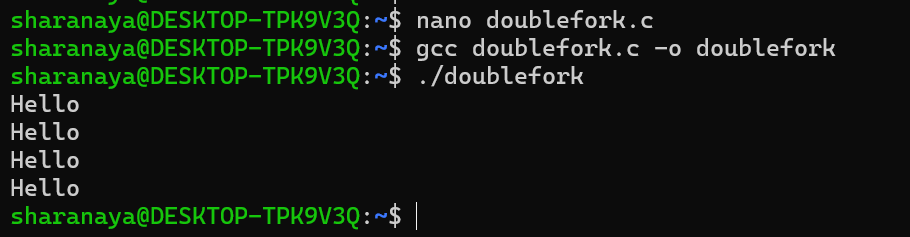 sharanaya@DESKTOP-TPK9V3Q:~$ nano doublefork.c
sharanaya@DESKTOP-TPK9V3Q:~$ gcc doublefork.c -o doublefork
sharanaya@DESKTOP-TPK9V3Q:~$ ./doublefork
Hello
Hello
Hello
Hello
sharanaya@DESKTOP-TPK9V3Q:~$